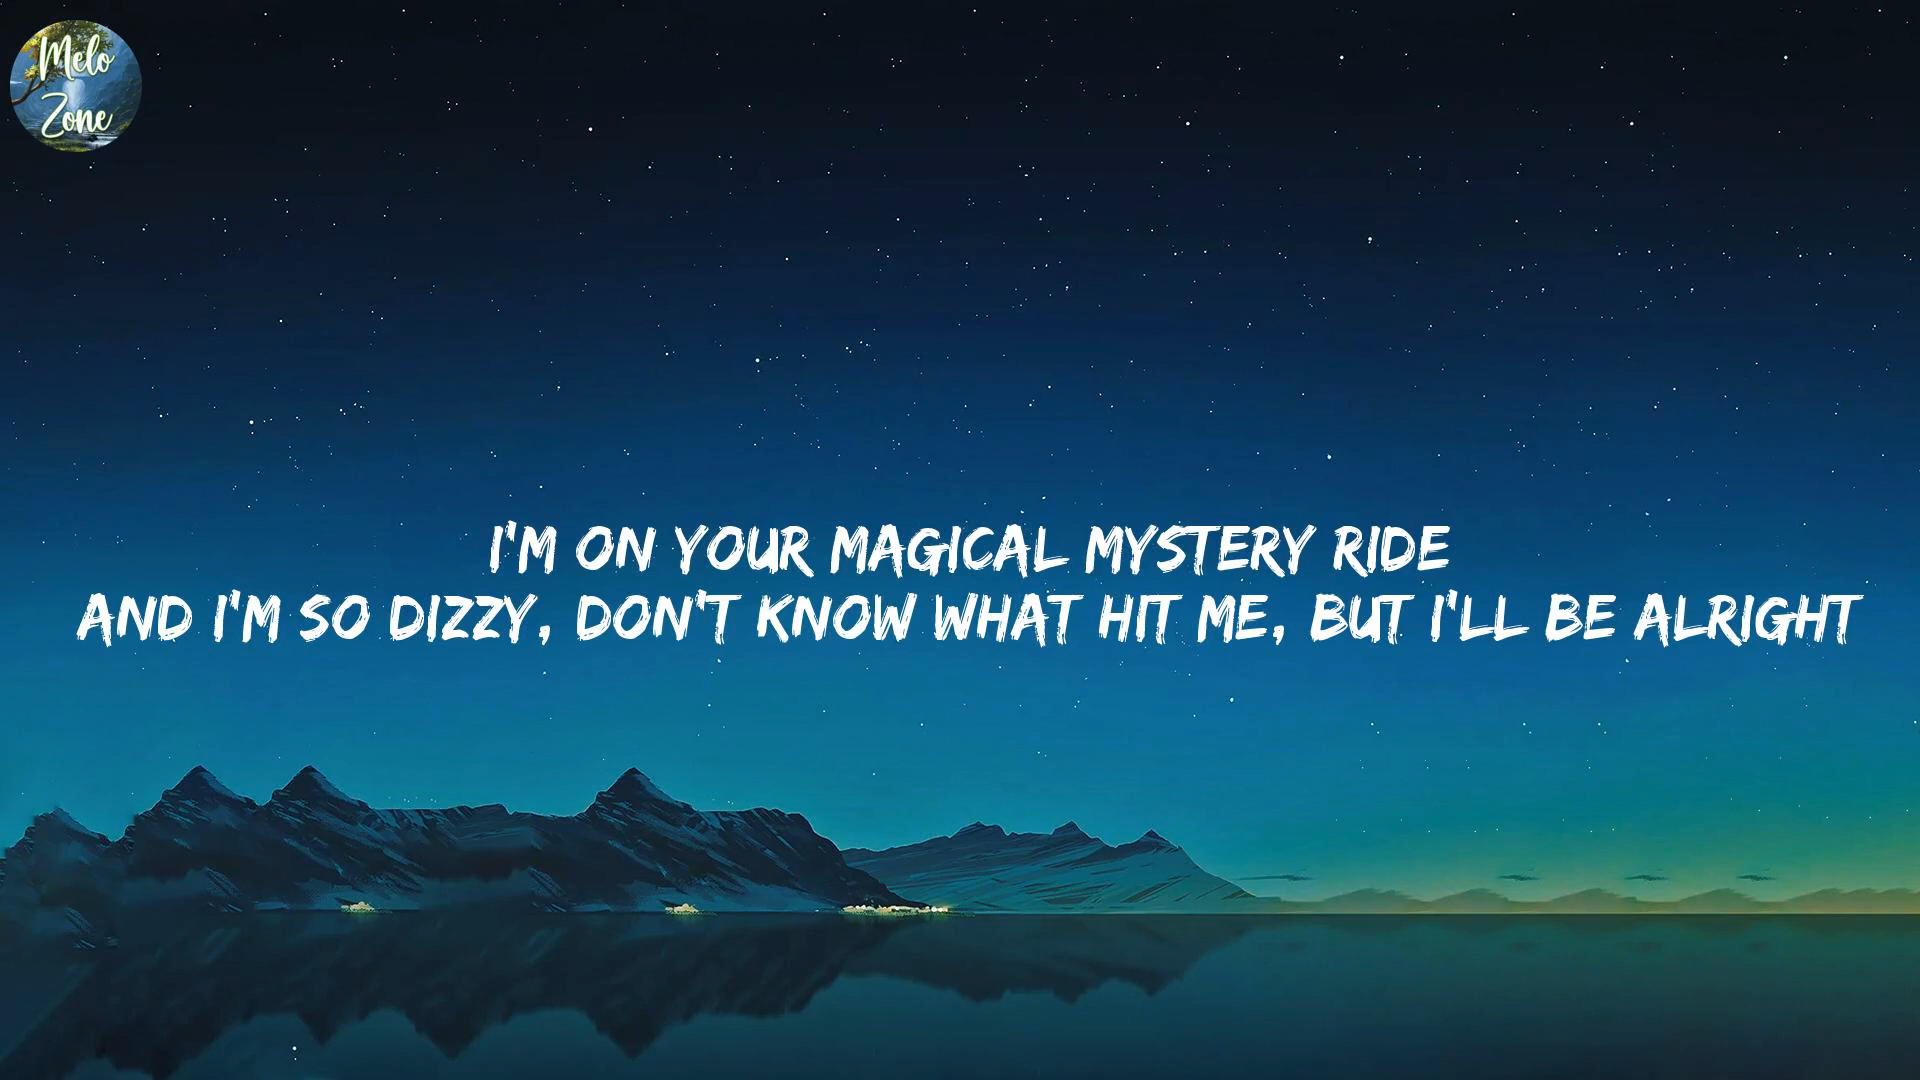 Melo
Zone
I'M ON YOUR MAGICAL MYSTERY RIDE
AND I'M SO DIZZY, DON'T KNOW WHAT HIT ME, BUT I'LL BE ALRIGHT